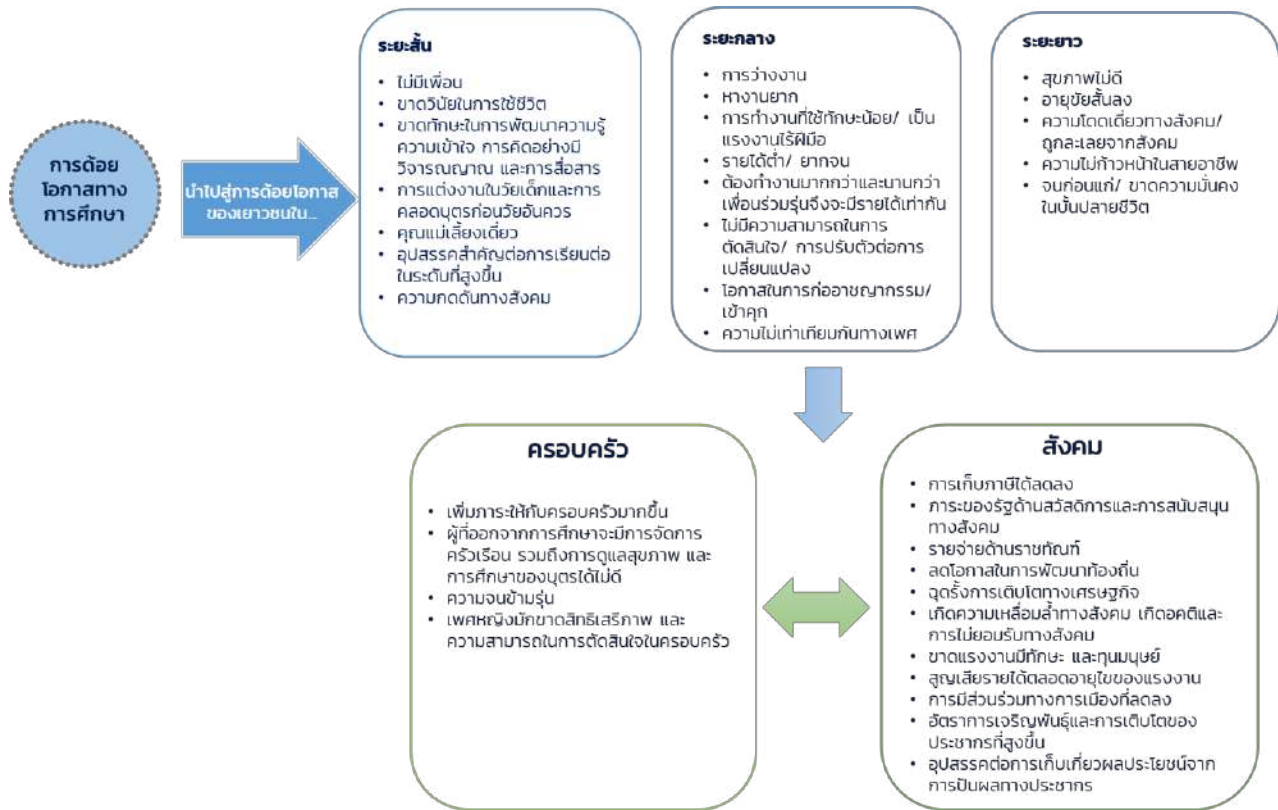 การด้อย
โอกาสทาง
การศึกษา
นำไปสู่การด้อยโอกาส
ของเยาวชนใน...
ระยะสั้น
• ไม่มีเพื่อน
• ขาดวินัยในการใช้ชีวิต
• ขาดทักษะในการพัฒนาความรู้
ความเข้าใจ การคิดอย่างมี
วิจารณญาณ และการสื่อสาร
• การแต่งงานในวัยเด็กและการ
คลอดบุตรก่อนวัยอันควร
• คุณแม่เลี้ยงเดี่ยว
• อุปสรรคสำคัญต่อการเรียนต่อ
ในระดับที่สูงขึ้น
• ความกดดันทางสังคม
ระยะกลาง
• การว่างงาน
• หางานยาก
• การทำงานที่ใช้ทักษะน้อย/ เป็น
แรงงานไร้ฝีมือ
• รายได้ต่ำ/ ยากจน
• ต้องทำงานมากกว่าและนานกว่า
เพื่อนร่วมรุ่นจึงจะมีรายได้เท่ากัน
• ไม่มีความสามารถในการ
ตัดสินใจ/ การปรับตัวต่อการ
เปลี่ยนแปลง
• โอกาสในการก่ออาชญากรรม/
เข้าคุก
• ความไม่เท่าเทียมกันทางเพศ
ระยะยาว
• สุขภาพไม่ดี
• อายุขัยสั้นลง
• ความโดดเดี่ยวทางสังคม/
ถูกละเลยจากสังคม
• ความไม่ก้าวหน้าในสายอาชีพ
• จนก่อนแก่/ ขาดความมั่นคง
ในบั้นปลายชีวิต
ครอบครัว
• เพิ่มภาระให้กับครอบครัวมากขึ้น
• ผู้ที่ออกจากการศึกษาจะมีการจัดการ
ครัวเรือน รวมถึงการดูแลสุขภาพ และ
การศึกษาของบุตรได้ไม่ดี
• ความจนข้ามรุ่น
• เพศหญิงมักขาดสิทธิเสรีภาพ และ
ความสามารถในการตัดสินใจในครอบครัว
สังคม
• การเก็บภาษีได้ลดลง
• ภาระของรัฐด้านสวัสดิการและการสนับสนุน
ทางสังคม
• รายจ่ายด้านราชทัณฑ์
• ลดโอกาสในการพัฒนาท้องถิ่น
• ฉุดรั้งการเติบโตทางเศรษฐกิจ
• เกิดความเหลื่อมล้ำทางสังคม เกิดอคติและ
การไม่ยอมรับทางสังคม
• ขาดแรงงานมีทักษะ และทุนมนุษย์
• สูญเสียรายได้ตลอดอายุไขของแรงงาน
• การมีส่วนร่วมทางการเมืองที่ลดลง
• อัตราการเจริญพันธุ์และการเติบโตของ
ประชากรที่สูงขึ้น
• อุปสรรคต่อการเก็บเกี่ยวผลประโยชน์จาก
การปันผลทางประชากร